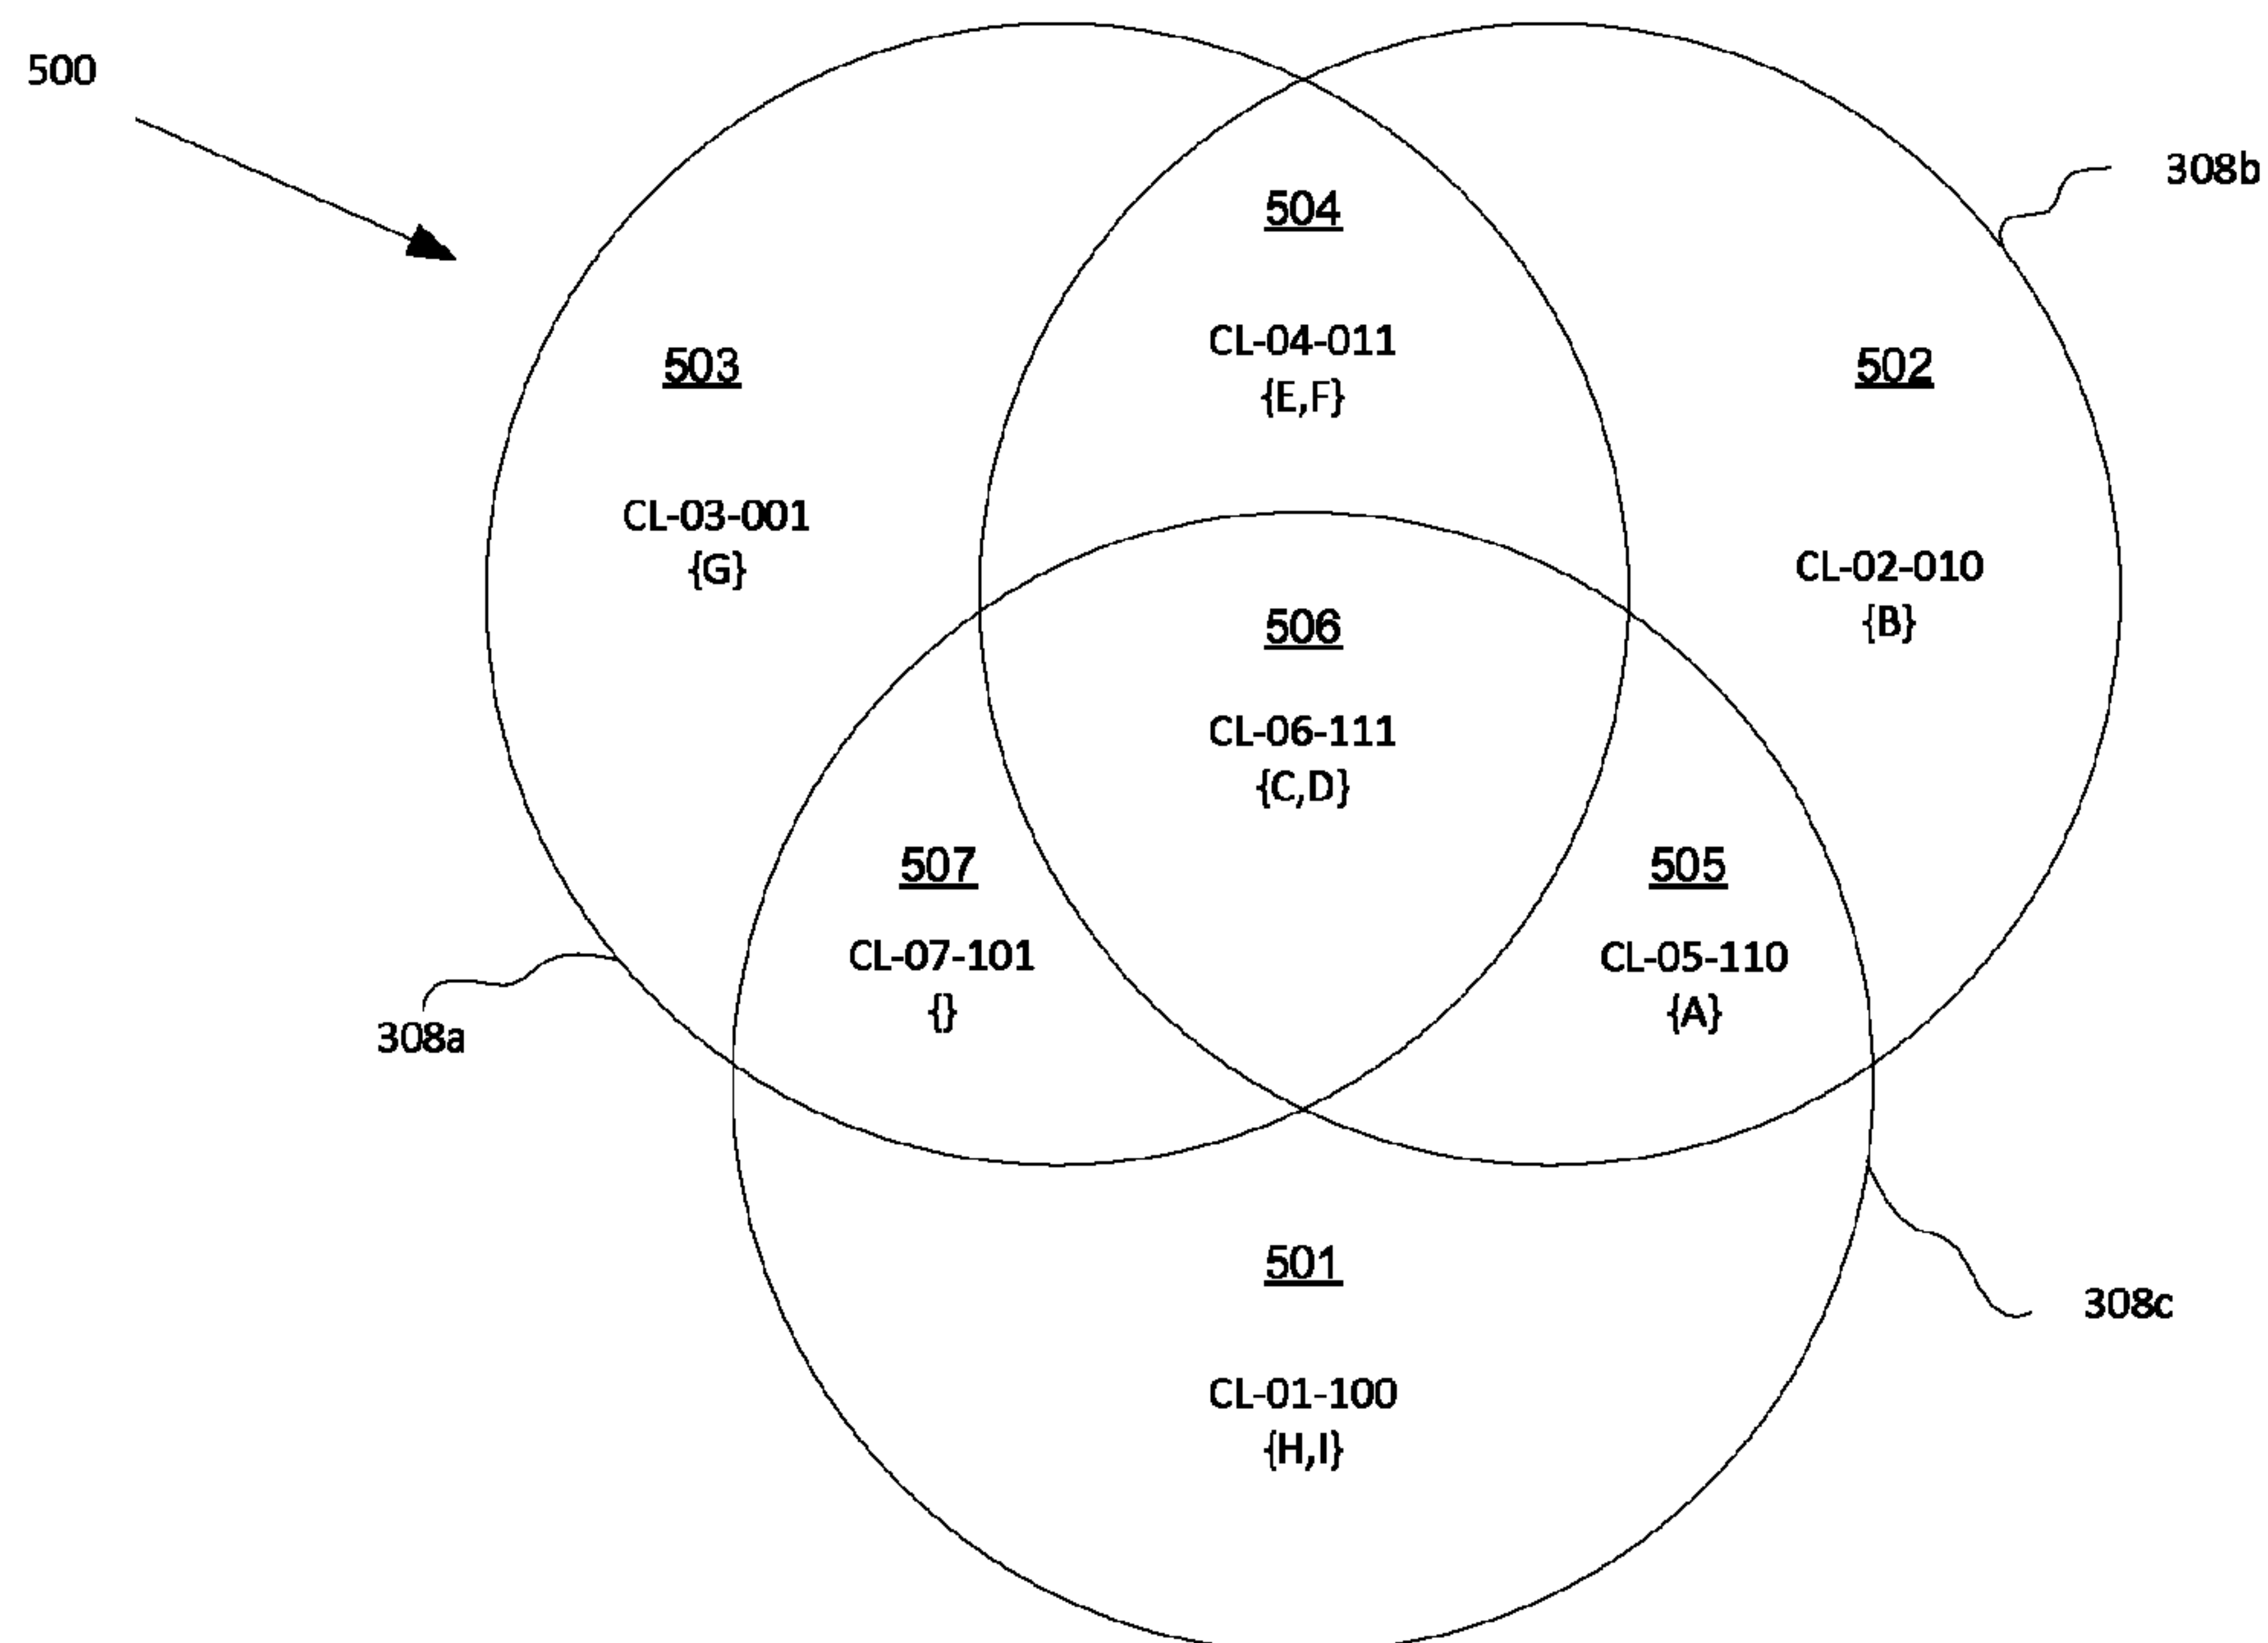 500
308b
504
CL-04-011
{E,F}
503
502
CL-03-001
{G}
CL-02-010
{B}
506
CL-06-111
{C,D}
507
505
CL-07-101
{}
CL-05-110
{A}
308a
501
308c
CL-01-100
{H,I}